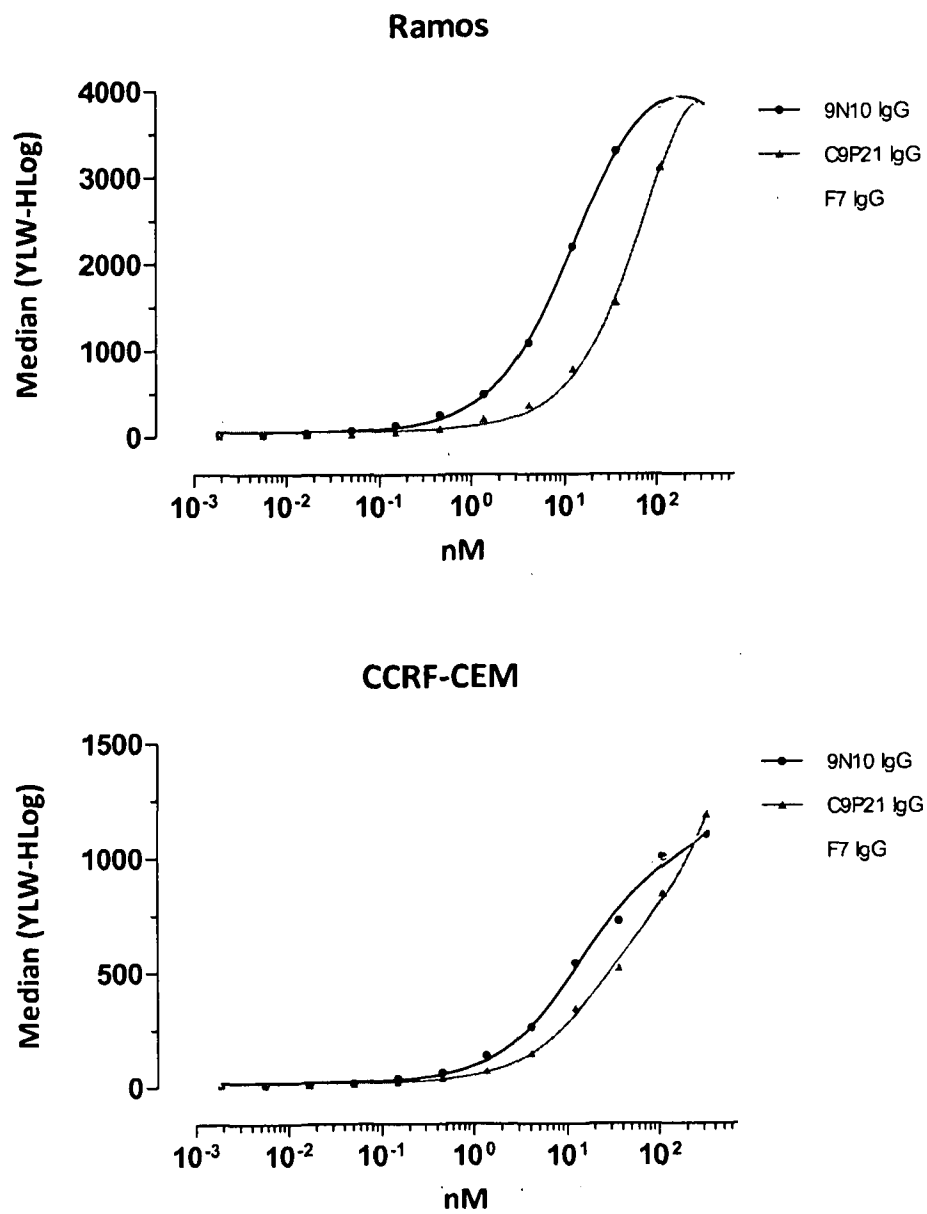 Ramos
Median (YLW-HLog)
4000
3000
2000
1000
0
10⁻³ 10⁻² 10⁻¹ 10⁰ 10¹ 10²
nM
9N10 IgG
C9P21 IgG
F7 IgG
CCRF-CEM
Median (YLW-HLog)
1500
1000
500
0
10⁻³ 10⁻² 10⁻¹ 10⁰ 10¹ 10²
nM
9N10 IgG
C9P21 IgG
F7 IgG